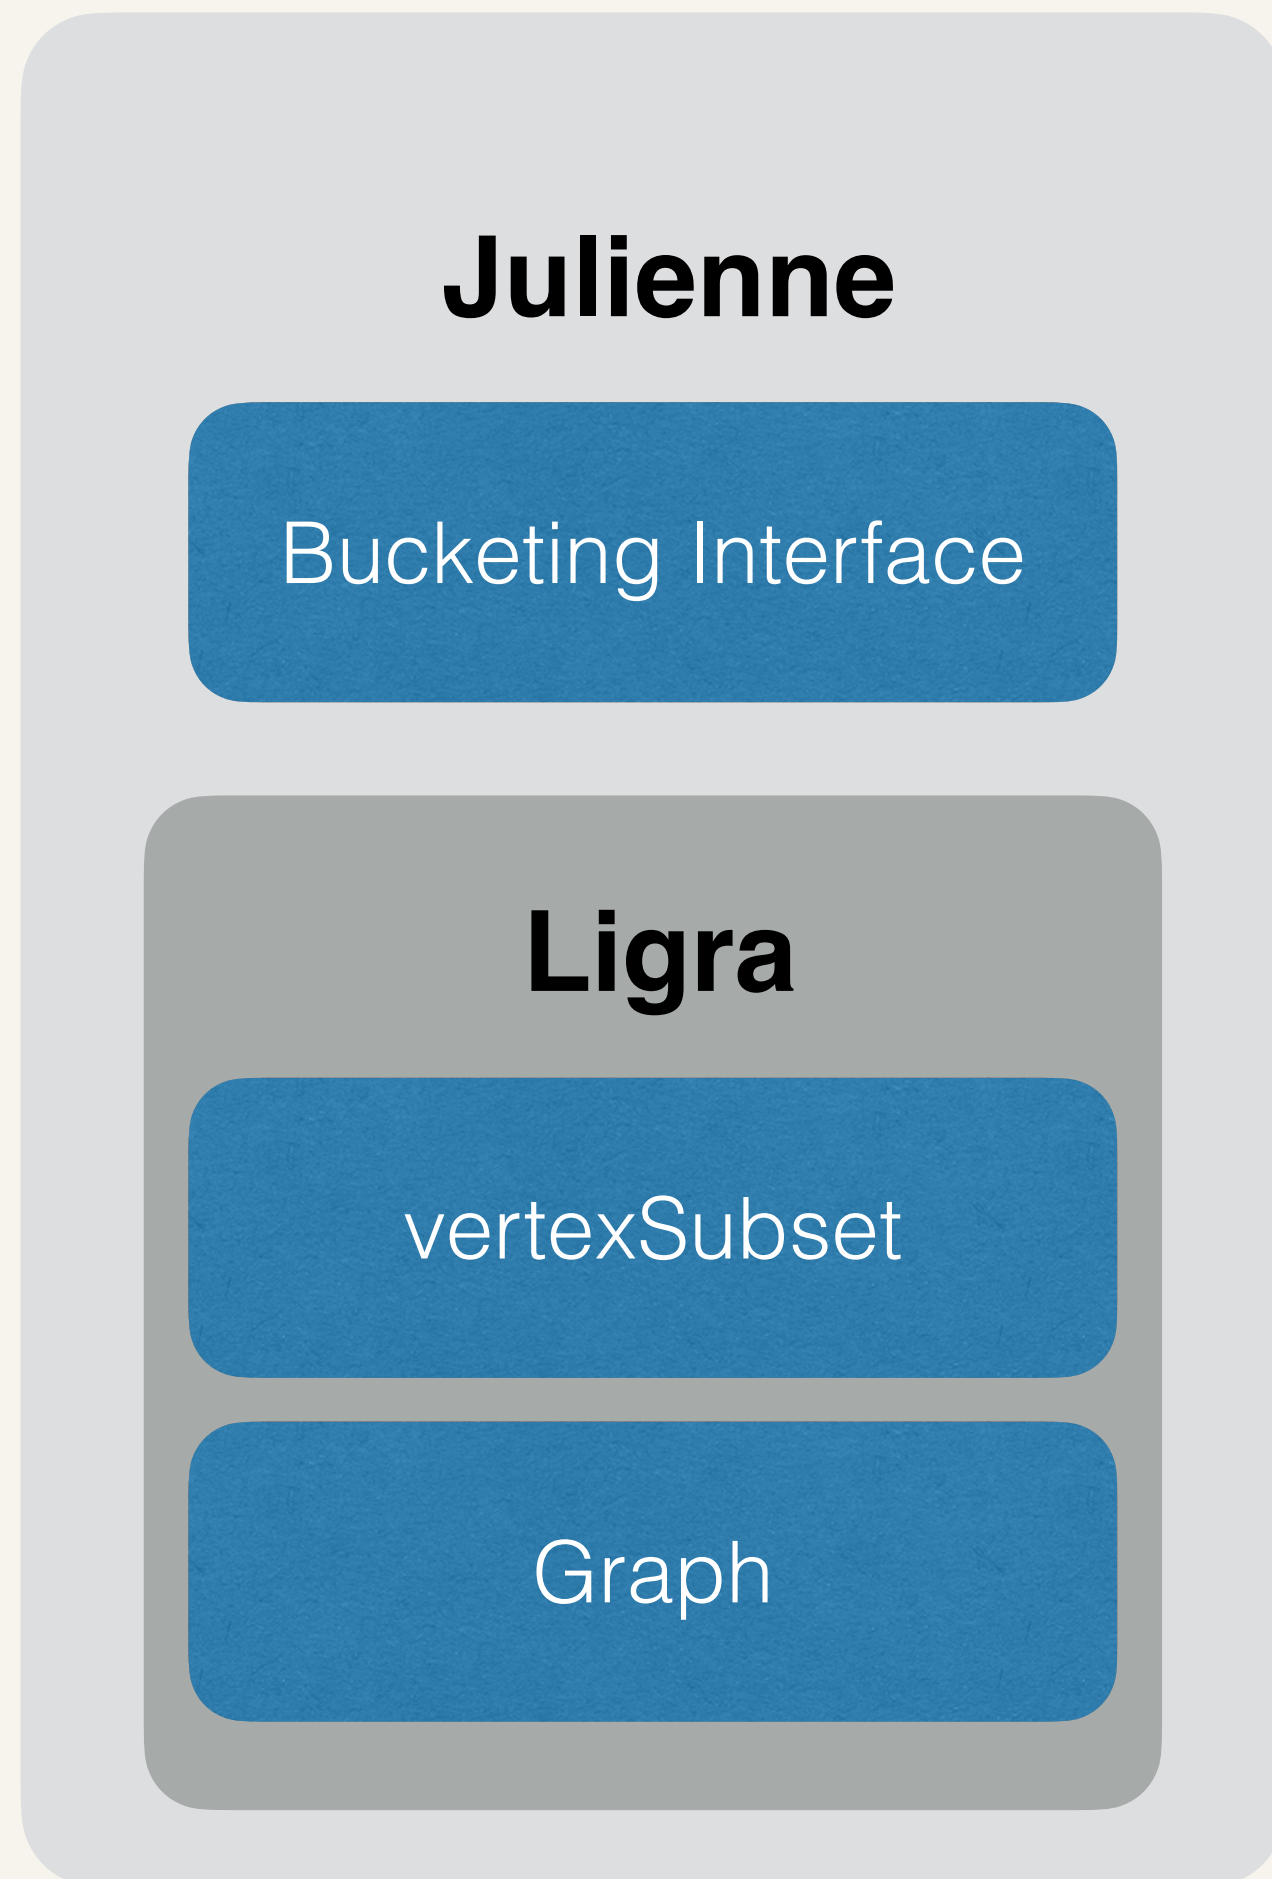 Julienne
Bucketing Interface
Ligra
vertexSubset
Graph